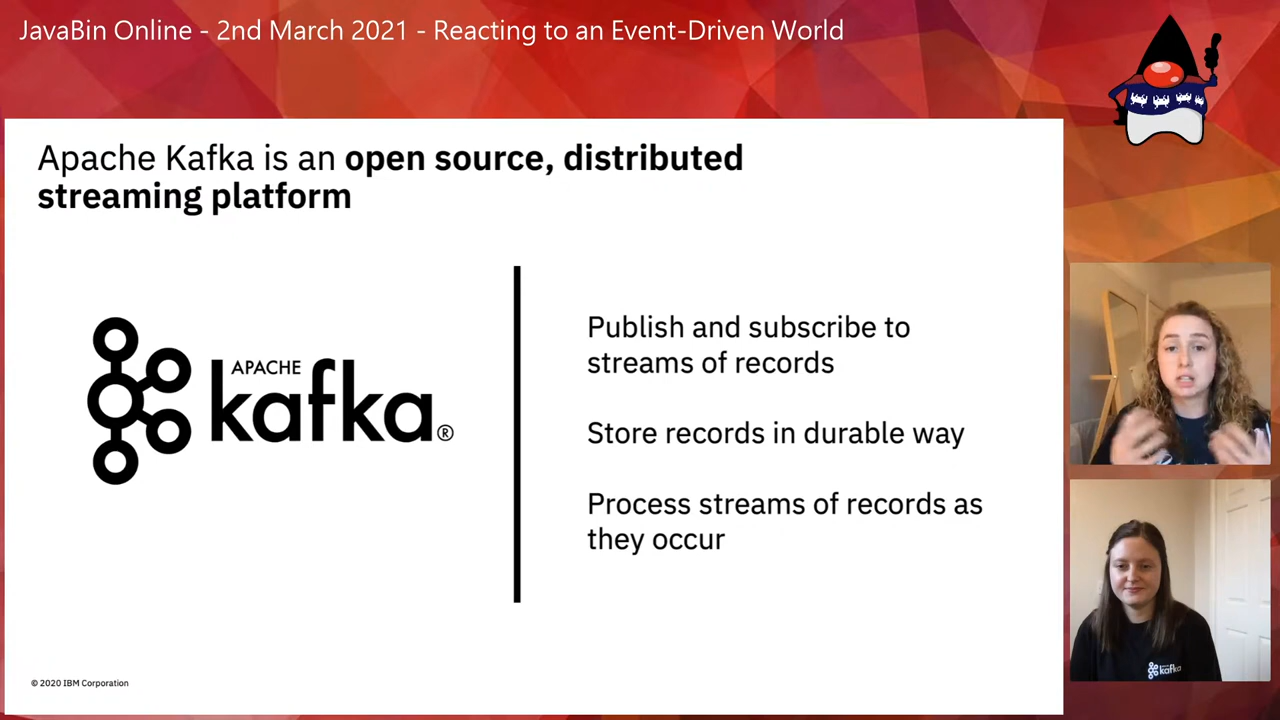 JavaBin Online - 2nd March 2021 - Reacting to an Event-Driven World
Apache Kafka is an open source, distributed
streaming platform
APACHE
kafka®
Publish and subscribe to
streams of records
Store records in durable way
Process streams of records as
they occur
© 2020 IBM Corporation
kafka